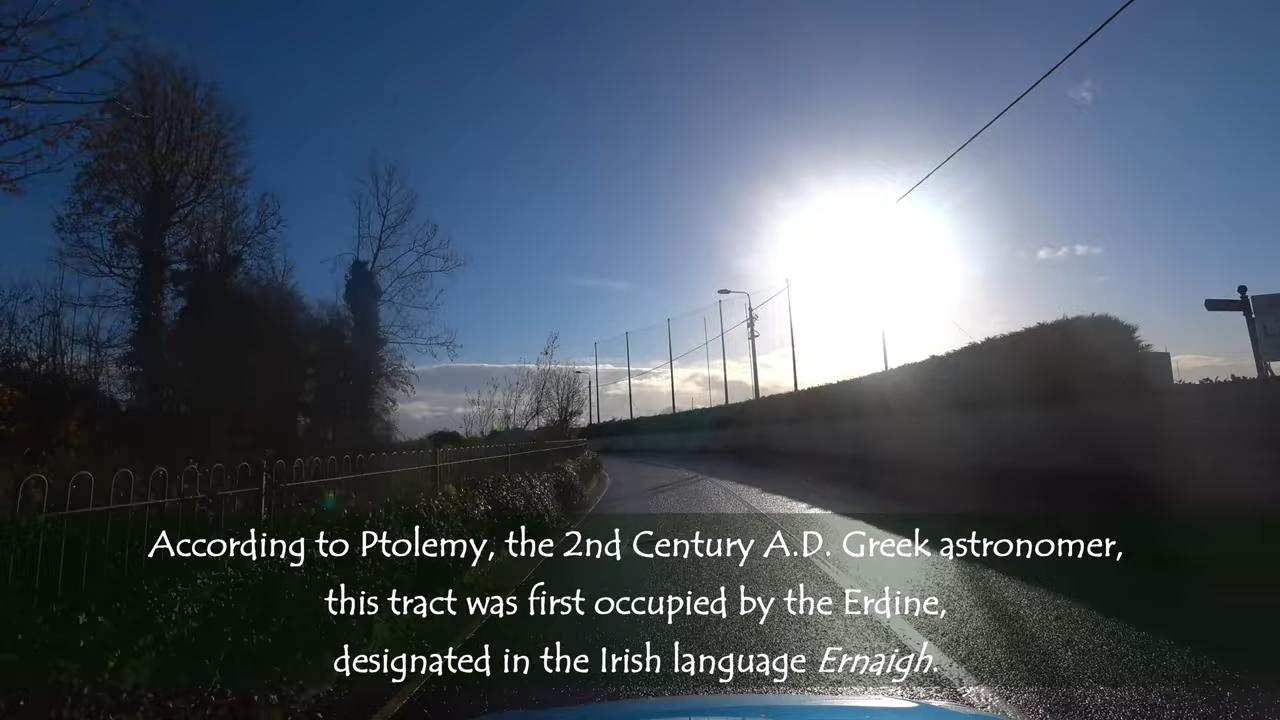 According to Ptolemy, the 2nd Century A.D. Greek astronomer,
this tract was first occupied by the Erdine,
designated in the Irish language Ernaigh.